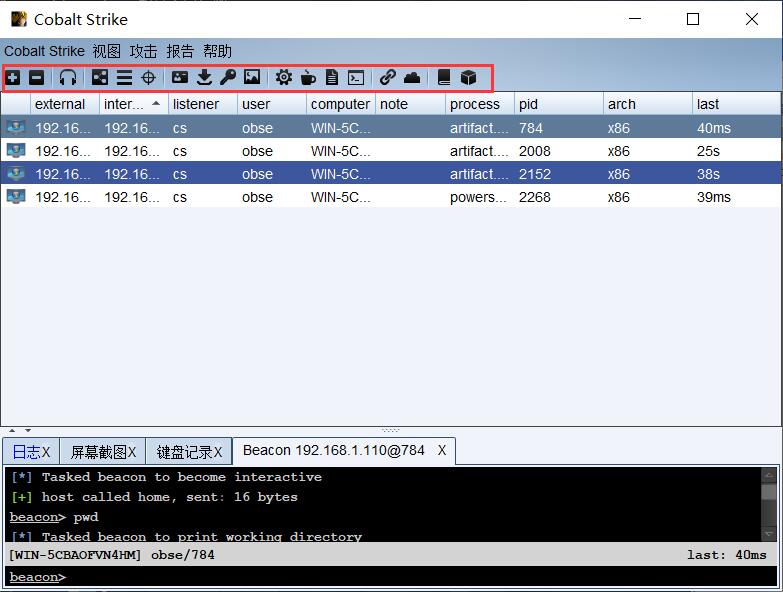 Cobalt Strike
Cobalt Strike 视图 攻击 报告 帮助
external inter... listener user computer note process pid arch last
192.16... 192.16... cs obse WIN-5C... artifact.... 784 x86 40ms
192.16... 192.16... cs obse WIN-5C... artifact.... 2008 x86 25s
192.16... 192.16... cs obse WIN-5C... artifact.... 2152 x86 38s
192.16... 192.16... cs obse WIN-5C... powers... 2268 x86 39ms
日志X 屏幕截图X 键盘记录X Beacon 192.168.1.110@784 X
[*] Tasked beacon to become interactive
[+] host called home, sent: 16 bytes
beacon> pwd
[*] Tasked beacon to print working directory
[WIN-5CBAOFVN4HM] obse/784 last: 40ms
beacon>